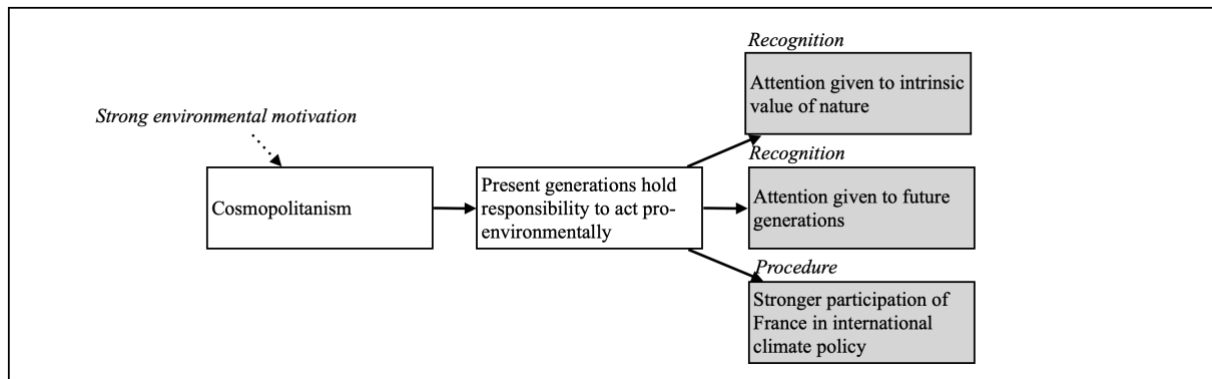 Recognition
Attention given to intrinsic
value of nature
Strong environmental motivation
Recognition
Cosmopolitanism
Present generations hold
responsibility to act pro-
environmentally
Attention given to future
generations
Procedure
Stronger participation of
France in international
climate policy